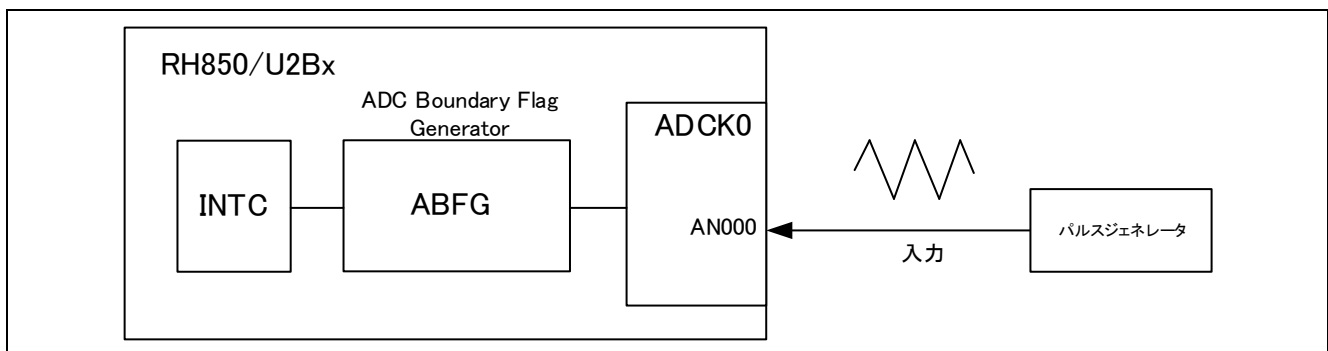 RH850/U2Bx
ADC Boundary Flag
Generator
INTC
ABFG
ADCK0
AN000
入力
パルスジェネレータ